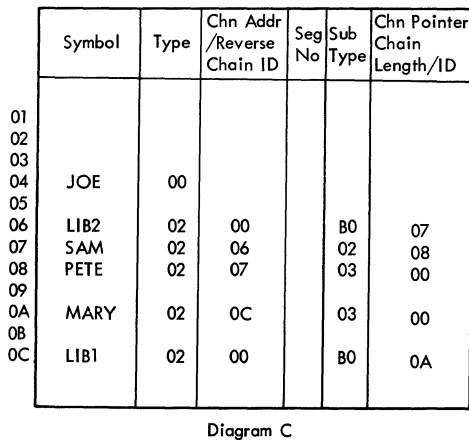 Symbol Type Chn Addr /Reverse Chain ID Seg No Sub Type Chn Pointer Chain Length/ID
01
02
03
04 JOE 00
05
06 LIB2 02 00 B0 07
07 SAM 02 06 02 08
08 PETE 02 07 03 00
09
0A MARY 02 0C 03 00
0B
0C LIB1 02 00 B0 0A
Diagram C